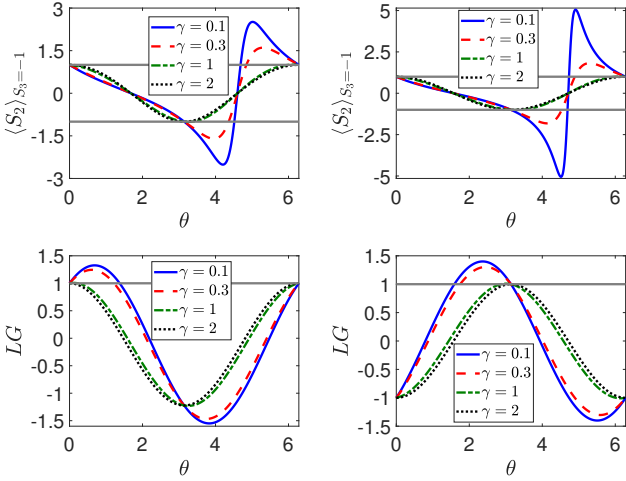 ⟨S₂⟩_{S₃=−1}
3
1.5
0
-1.5
-3
0
2
4
6
θ
γ = 0.1
γ = 0.3
γ = 1
γ = 2
⟨S₂⟩_{S₃=−1}
5
2.5
0
-2.5
-5
0
2
4
6
θ
γ = 0.1
γ = 0.3
γ = 1
γ = 2
LG
1.5
1
0.5
0
-0.5
-1
-1.5
0
2
4
6
θ
γ = 0.1
γ = 0.3
γ = 1
γ = 2
LG
1.5
1
0.5
0
-0.5
-1
-1.5
0
2
4
6
θ
γ = 0.1
γ = 0.3
γ = 1
γ = 2